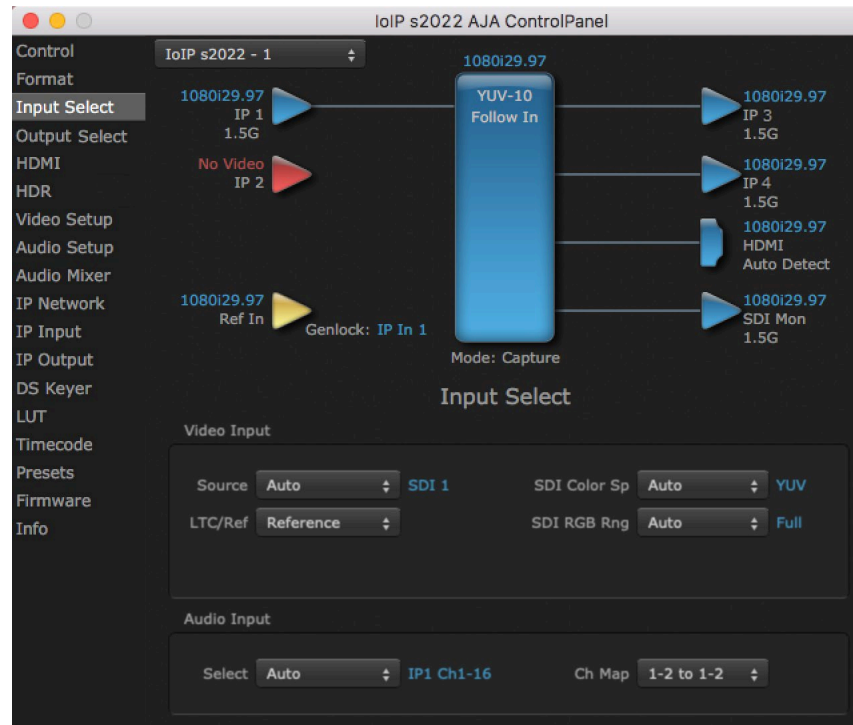 IoIP s2022 AJA ControlPanel
Control
Format
Input Select
Output Select
HDMI
HDR
Video Setup
Audio Setup
Audio Mixer
IP Network
IP Input
IP Output
DS Keyer
LUT
Timecode
Presets
Firmware
Info
IoIP s2022 - 1
1080i29.97
1080i29.97
IP 1
1.5G
No Video
IP 2
1080i29.97
Ref In
Genlock: IP In 1
YUV-10
Follow In
Mode: Capture
1080i29.97
IP 3
1.5G
1080i29.97
IP 4
1.5G
1080i29.97
HDMI
Auto Detect
1080i29.97
SDI Mon
1.5G
Input Select
Video Input
Source Auto SDI 1 SDI Color Sp Auto YUV
LTC/Ref Reference SDI RGB Rng Auto Full
Audio Input
Select Auto IP1 Ch1-16 Ch Map 1-2 to 1-2